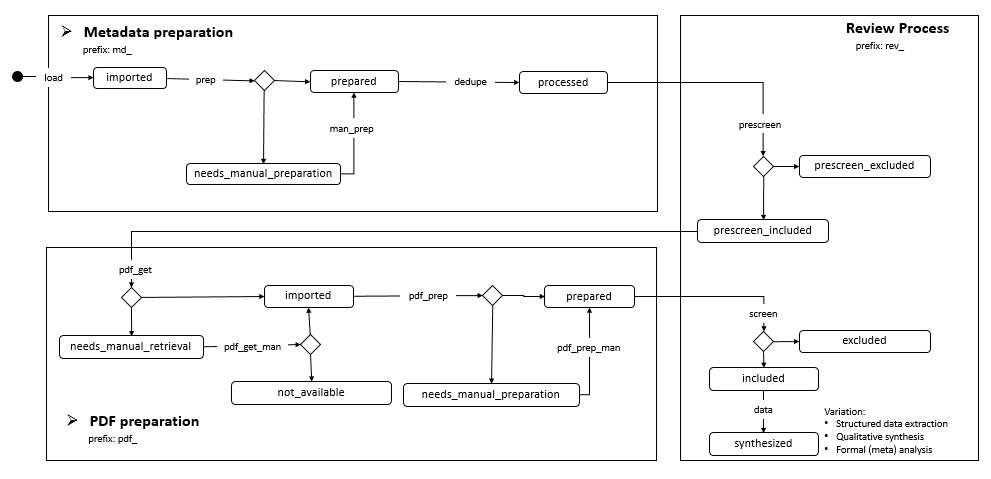 ➢ Metadata preparation
prefix: md_
load
imported
prep
prepared
dedupe
processed
man_prep
needs_manual_preparation
Review Process
prefix: rev_
prescreen
prescreen_excluded
prescreen_included
pdf_get
imported
pdf_prep
prepared
needs_manual_retrieval
pdf_get_man
pdf_prep_man
not_available
needs_manual_preparation
➢ PDF preparation
prefix: pdf_
screen
excluded
included
data
synthesized
Variation:
• Structured data extraction
• Qualitative synthesis
• Formal (meta) analysis